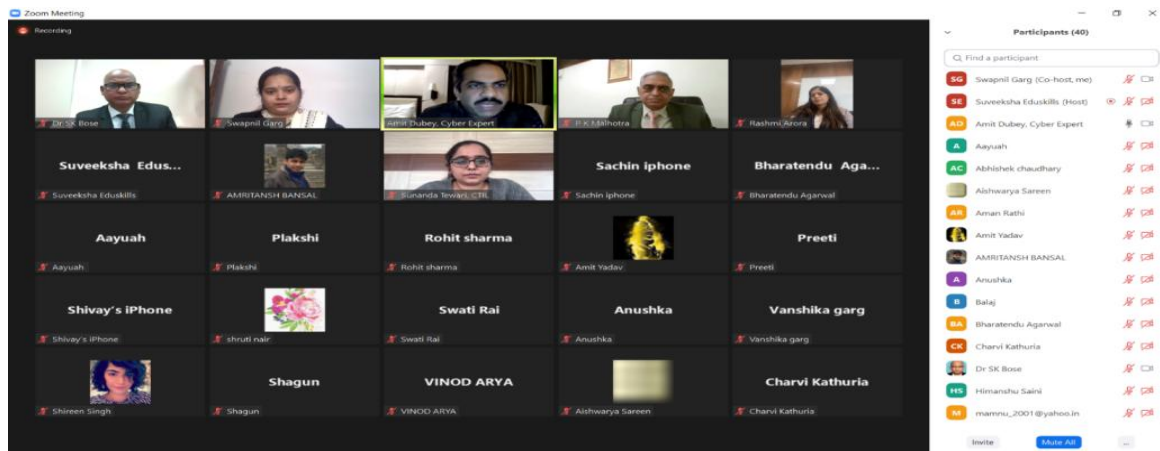 Zoom Meeting
Recording
Participants (40)
Find a participant
Dr SK Bose
Swapnil Garg
Amit Dubey, Cyber Expert
P K Malhotra
Rashmi Arora
Suveeksha Edus...
Suveeksha Eduskills
AMRITANSH BANSAL
Sunanda Tewari, CTIL
Sachin iphone
Sachin iphone
Bharatendu Aga...
Bharatendu Agarwal
Aayuah
Aayuah
Plakshi
Plakshi
Rohit sharma
Rohit sharma
Amit Yadav
Preeti
Preeti
Shivay's iPhone
Shivay's iPhone
shruti nair
Swati Rai
Swati Rai
Anushka
Anushka
Vanshika garg
Vanshika garg
Shireen Singh
Shagun
Shagun
VINOD ARYA
VINOD ARYA
Aishwarya Sareen
Charvi Kathuria
Charvi Kathuria
SG Swapnil Garg (Co-host, me)
SE Suveeksha Eduskills (Host)
AD Amit Dubey, Cyber Expert
A Aayuah
AC Abhishek chaudhary
Aishwarya Sareen
AR Aman Rathi
Amit Yadav
AMRITANSH BANSAL
A Anushka
B Balaj
BA Bharatendu Agarwal
CK Charvi Kathuria
Dr SK Bose
HS Himanshu Saini
M mamnu_2001@yahoo.in
Invite
Mute All
...